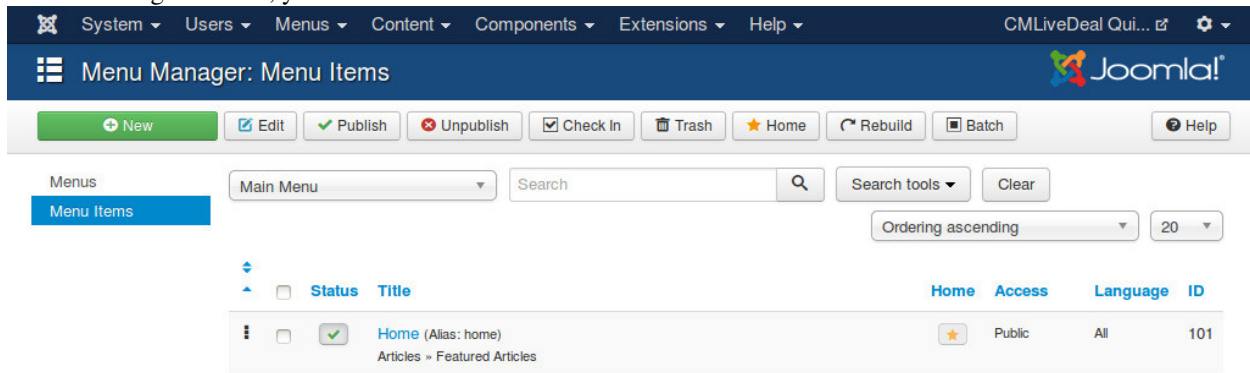 System Users Menus Content Components Extensions Help CMLiveDeal Qui...
Menu Manager: Menu Items Joomla!®
New Edit Publish Unpublish Check In Trash Home Rebuild Batch Help
Menus Main Menu Search Search tools Clear
Menu Items
Ordering ascending 20
Status Title Home Access Language ID
Home (Alias: home) Public All 101
Articles » Featured Articles